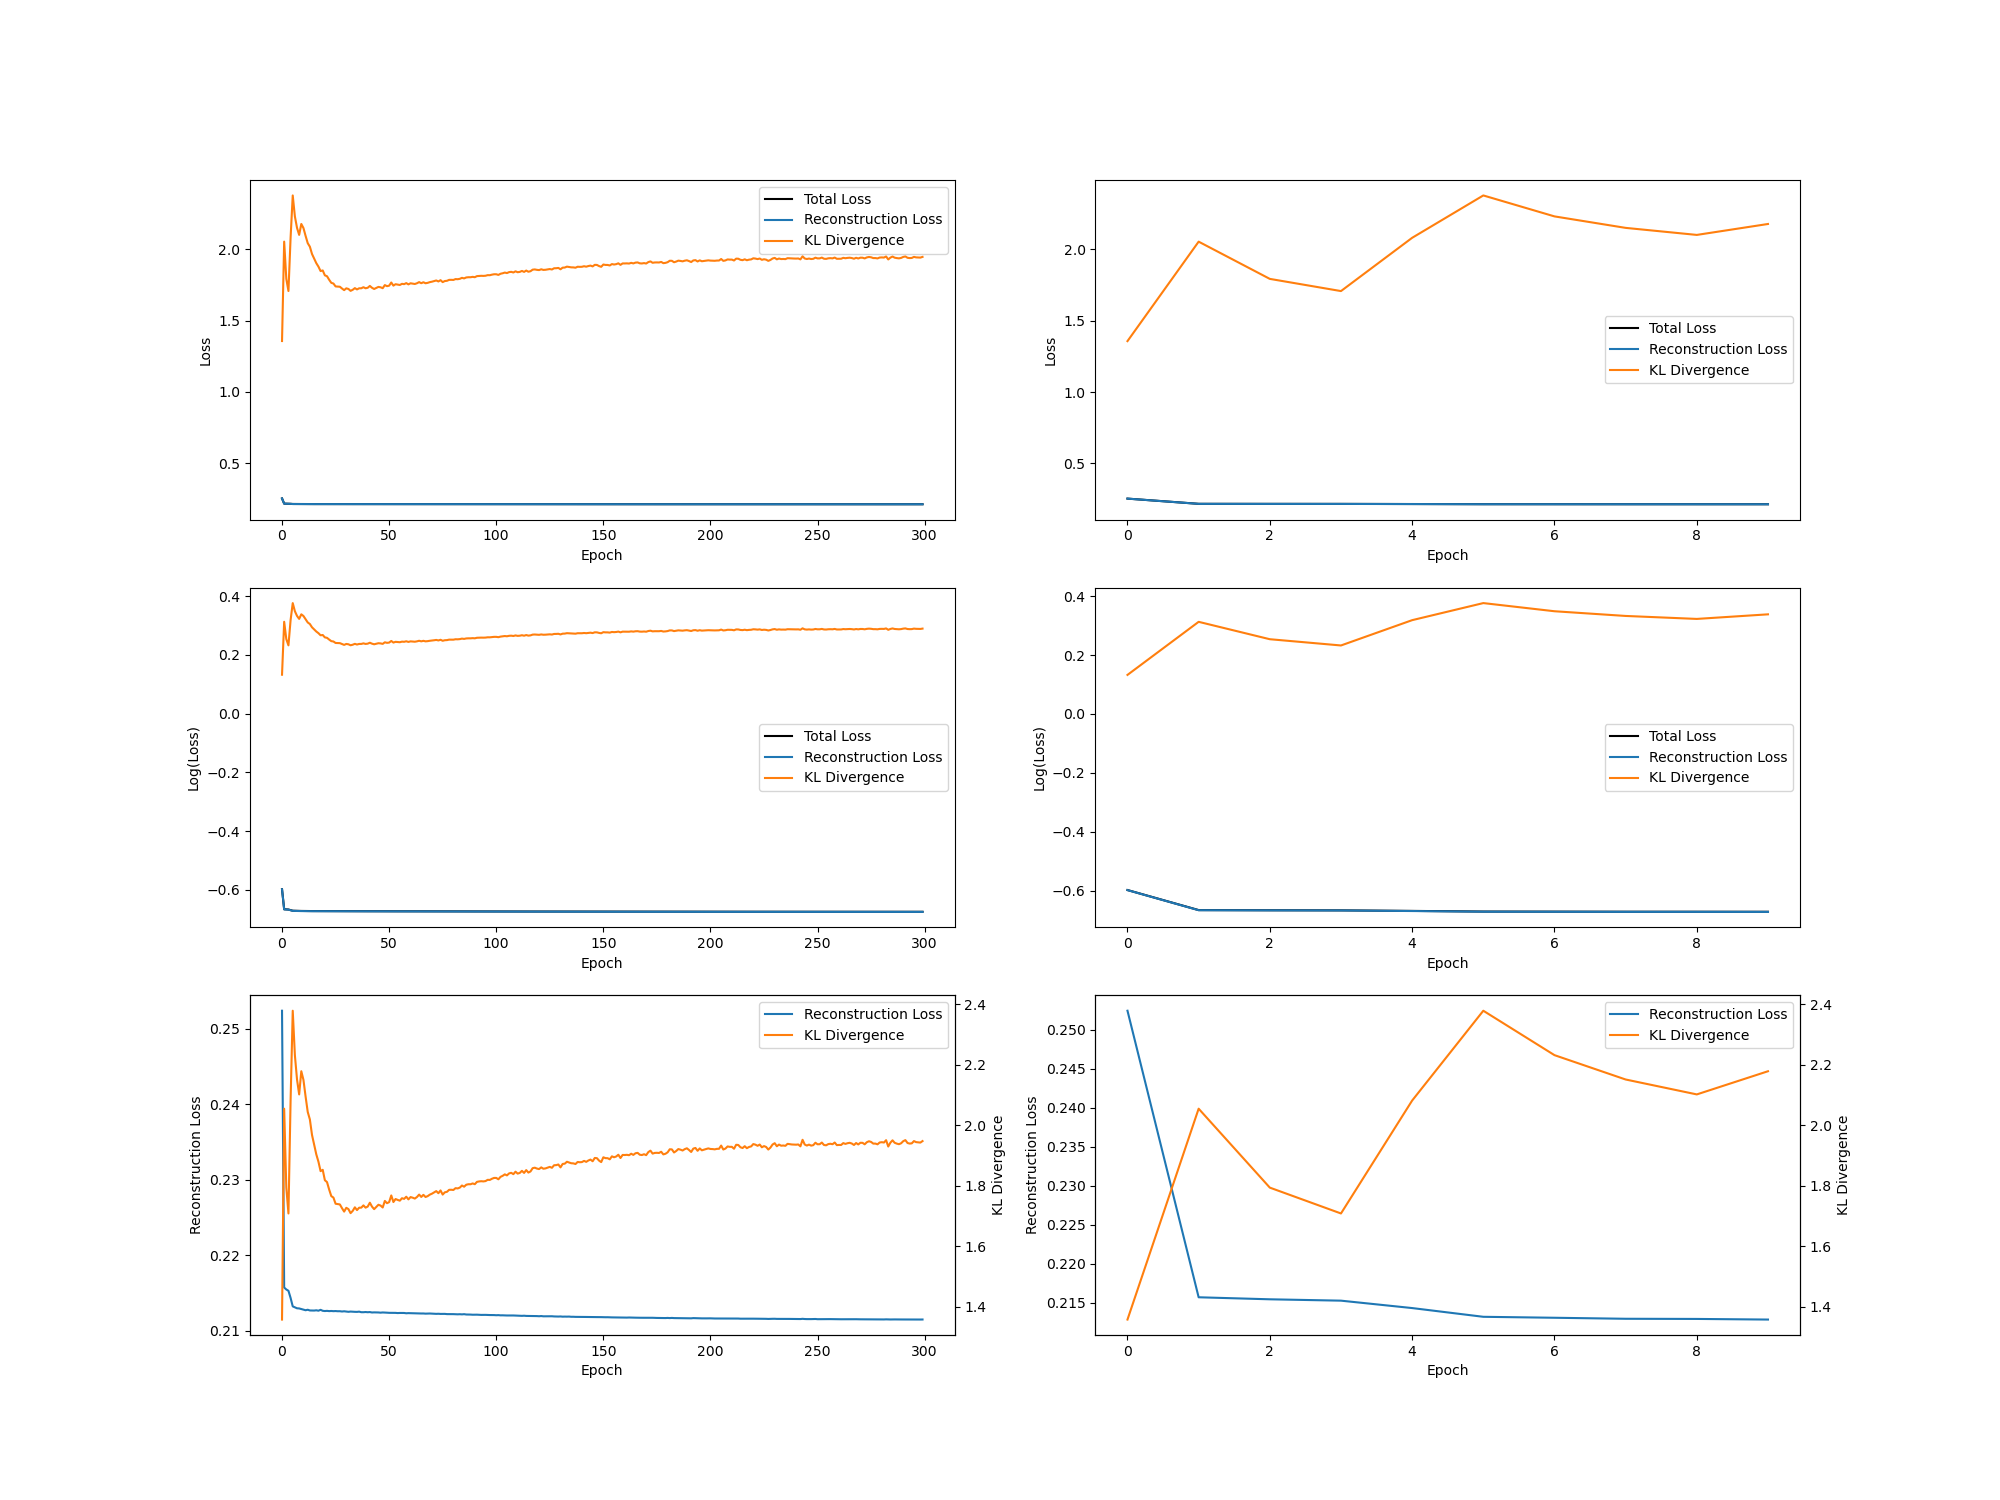 Total Loss
Reconstruction Loss
KL Divergence
2.0
1.5
1.0
0.5
Loss
0 50 100 150 200 250 300
Epoch
Total Loss
Reconstruction Loss
KL Divergence
2.0
1.5
1.0
0.5
Loss
0 2 4 6 8
Epoch
Total Loss
Reconstruction Loss
KL Divergence
0.4
0.2
0.0
−0.2
−0.4
−0.6
Log(Loss)
0 50 100 150 200 250 300
Epoch
Total Loss
Reconstruction Loss
KL Divergence
0.4
0.2
0.0
−0.2
−0.4
−0.6
Log(Loss)
0 2 4 6 8
Epoch
Reconstruction Loss
KL Divergence
0.25
0.24
0.23
0.22
0.21
Reconstruction Loss
2.4
2.2
2.0
1.8
1.6
1.4
KL Divergence
0 50 100 150 200 250 300
Epoch
Reconstruction Loss
KL Divergence
0.250
0.245
0.240
0.235
0.230
0.225
0.220
0.215
Reconstruction Loss
2.4
2.2
2.0
1.8
1.6
1.4
KL Divergence
0 2 4 6 8
Epoch